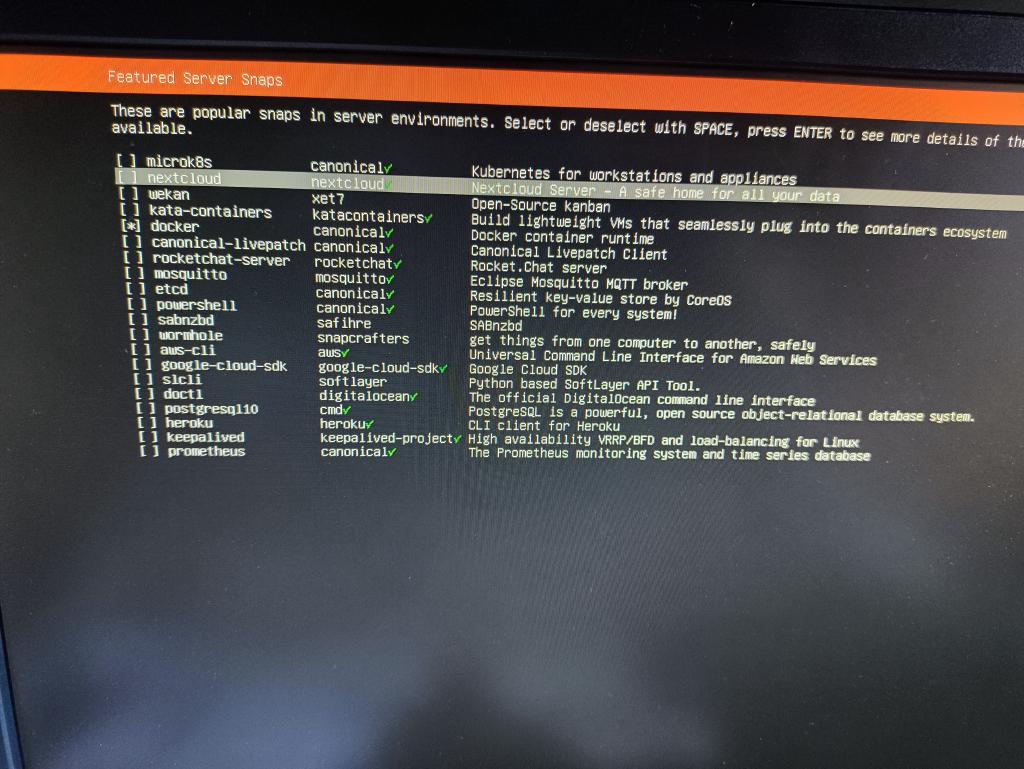 Featured Server Snaps
These are popular snaps in server environments. Select or deselect with SPACE, press ENTER to see more details of the
available.
[ ] microk8s canonical✓ Kubernetes for workstations and appliances
[ ] nextcloud nextcloud✓ Nextcloud Server - A safe home for all your data
[ ] wekan xet7 Open-Source kanban
[ ] kata-containers katacontainers✓ Build lightweight VMs that seamlessly plug into the containers ecosystem
[*] docker canonical✓ Docker container runtime
[ ] canonical-livepatch canonical✓ Canonical Livepatch Client
[ ] rocketchat-server rocketchat✓ Rocket.Chat server
[ ] mosquitto mosquitto✓ Eclipse Mosquitto MQTT broker
[ ] etcd canonical✓ Resilient key-value store by CoreOS
[ ] powershell canonical✓ PowerShell for every system!
[ ] sabnzbd safihre SABnzbd
[ ] wormhole snapcrafters get things from one computer to another, safely
[ ] aws-cli aws✓ Universal Command Line Interface for Amazon Web Services
[ ] google-cloud-sdk google-cloud-sdk✓ Google Cloud SDK
[ ] slcli softlayer Python based SoftLayer API Tool.
[ ] doctl digitalocean✓ The official DigitalOcean command line interface
[ ] postgresql10 cmd✓ PostgreSQL is a powerful, open source object-relational database system.
[ ] heroku heroku✓ CLI client for Heroku
[ ] keepalived keepalived-project✓ High availability VRRP/BFD and load-balancing for Linux
[ ] prometheus canonical✓ The Prometheus monitoring system and time series database